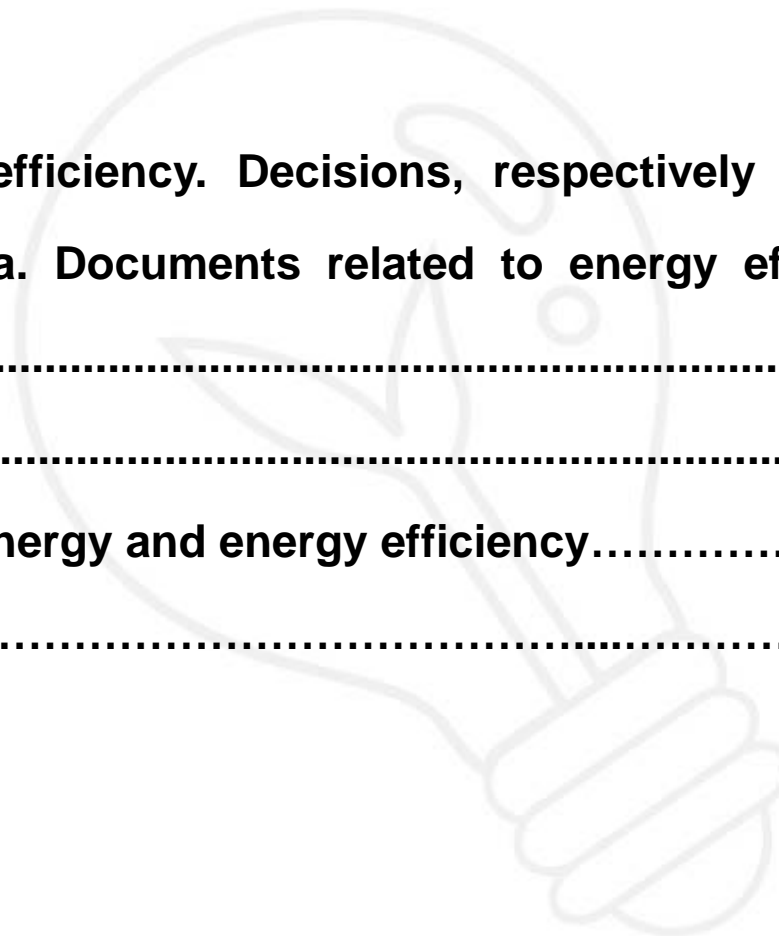 efficiency. Decisions, respectively
a. Documents related to energy ef
................................................................
................................................................
nergy and energy efficiency…………….
……………………………………....…………